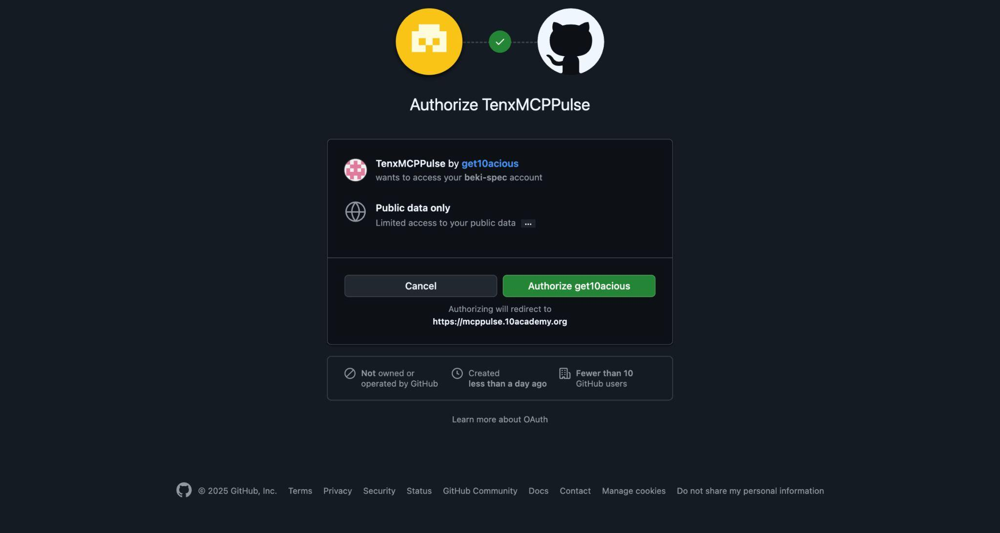 Authorize TenxMCPPulse
TenxMCPPulse by get10acious
wants to access your beki-spec account
Public data only
Limited access to your public data ...
Cancel
Authorize get10acious
Authorizing will redirect to
https://mcppulse.10academy.org
Not owned or
operated by GitHub
Created
less than a day ago
Fewer than 10
GitHub users
Learn more about OAuth
© 2025 GitHub, Inc. Terms Privacy Security Status GitHub Community Docs Contact Manage cookies Do not share my personal information